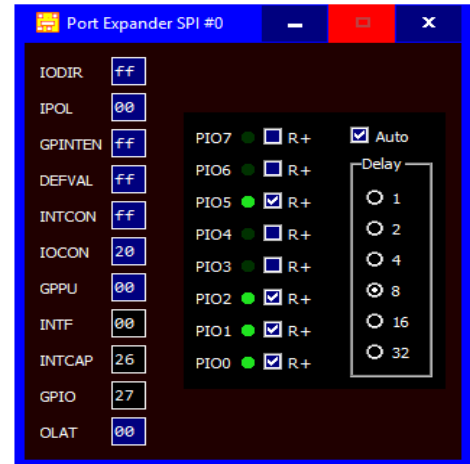 Port Expander SPI #0
IODIR ff
IPOL 00
GPINTEN ff
DEFVAL ff
INTCON ff
IOCON 20
GPPU 00
INTF 00
INTCAP 26
GPIO 27
OLAT 00
PIO7 R+
PIO6 R+
PIO5 R+
PIO4 R+
PIO3 R+
PIO2 R+
PIO1 R+
PIO0 R+
Auto
Delay
1
2
4
8
16
32